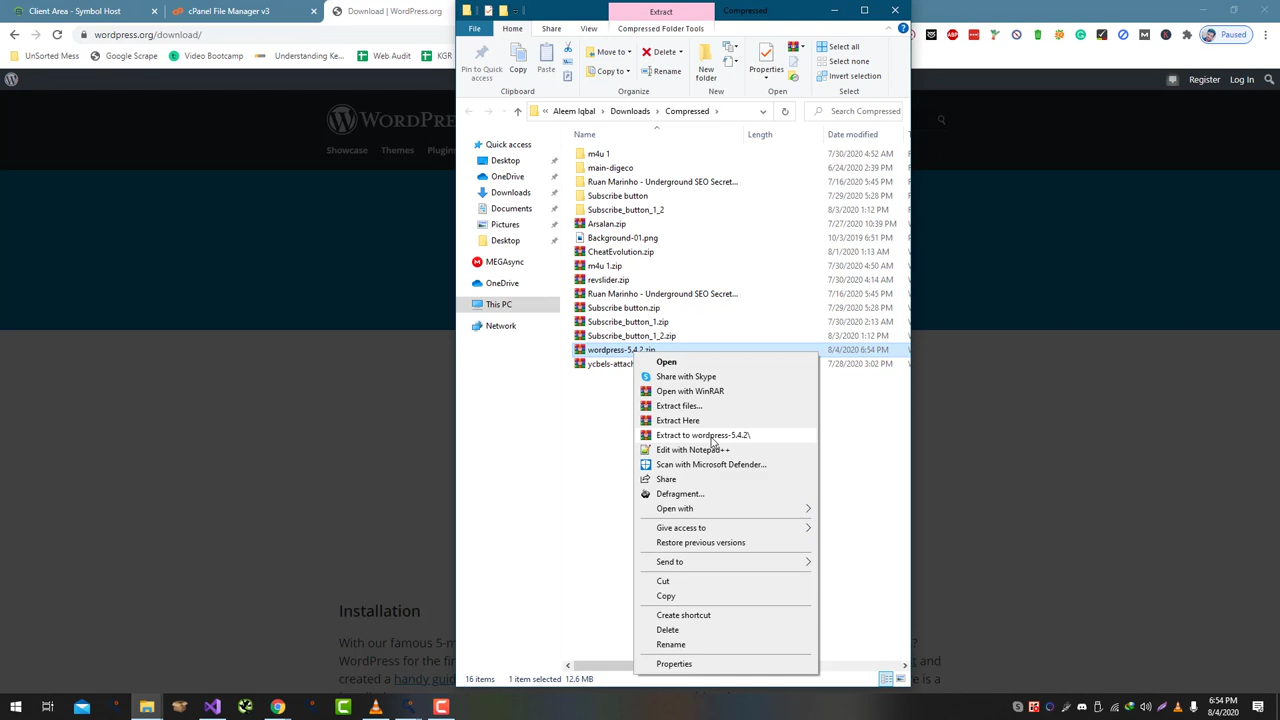 Client Area - Symbol Host
cPanel File Manager v3
Download | WordPress.org
Extract
Compressed
wordpress.org/download/
File
Home
Share
View
Compressed Folder Tools
Paused
UnSorted Mess
Google Scrape
Video Bootcamp
Understanding Ke...
Web Audit
KGR
Pin to Quick access
Copy
Paste
Move to
Copy to
Delete
Rename
New folder
Properties
Select all
Select none
Invert selection
Clipboard
Organize
New
Open
Select
Register
Log In
WORDPRES
Showcase
Themes
Aleem Iqbal > Downloads > Compressed >
Search Compressed
Name
Length
Date modified
Quick access
Desktop
OneDrive
Downloads
Documents
Pictures
Desktop
MEGAsync
OneDrive
This PC
Network
m4u 1 7/30/2020 4:52 AM
main-digeco 6/24/2020 2:39 PM
Ruan Marinho - Underground SEO Secret... 7/16/2020 5:45 PM
Subscribe button 7/29/2020 5:28 PM
Subscribe_button_1_2 8/3/2020 1:12 PM
Arsalan.zip 7/27/2020 10:39 PM
Background-01.png 10/3/2019 6:51 PM
CheatEvolution.zip 8/1/2020 1:13 AM
m4u 1.zip 7/30/2020 4:50 AM
revslider.zip 7/30/2020 4:14 AM
Ruan Marinho - Underground SEO Secret... 7/16/2020 5:45 PM
Subscribe button.zip 7/29/2020 5:28 PM
Subscribe_button_1.zip 7/30/2020 2:13 AM
Subscribe_button_1_2.zip 8/3/2020 1:12 PM
wordpress-5.4.2.zip 8/4/2020 6:54 PM
ycbels-attach 7/28/2020 3:02 PM
Open
Share with Skype
Open with WinRAR
Extract files...
Extract Here
Extract to wordpress-5.4.2\
Edit with Notepad++
Scan with Microsoft Defender...
Share
Defragment...
Open with
Give access to
Restore previous versions
Send to
Cut
Copy
Create shortcut
Delete
Rename
Properties
Installation
With our famous 5-m
WordPress for the fir
created a handy guid
and
is a
16 items
1 item selected 12.6 MB
6:54 PM
8/4/2020